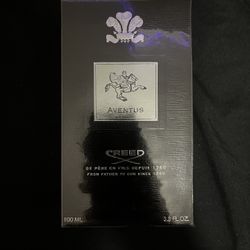 AVENTUS
CREED
DE PÈRE EN FILS DEPUIS 1760
FROM FATHER TO SON SINCE 1760
100 ML
3.3 FL.OZ.